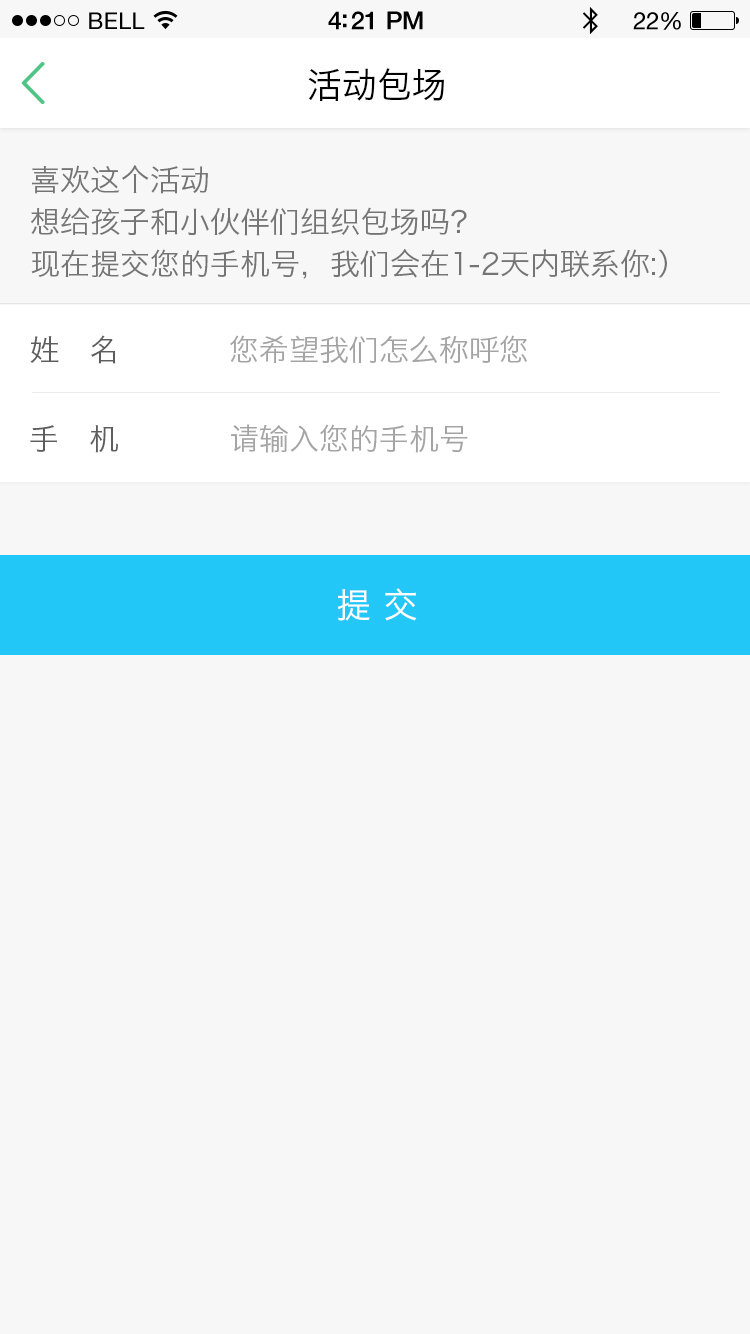 BELL 4:21 PM 22%
活动包场
喜欢这个活动
想给孩子和小伙伴们组织包场吗?
现在提交您的手机号，我们会在1-2天内联系你:)
姓 名 您希望我们怎么称呼您
手 机 请输入您的手机号
提 交